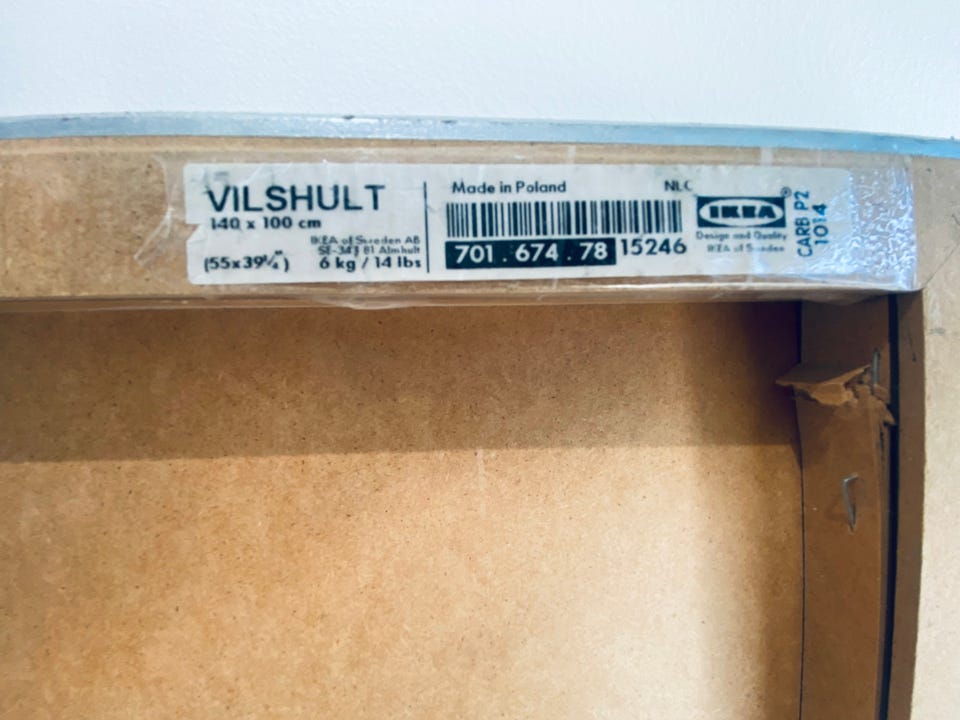 VILSHULT
140 x 100 cm
IKEA of Sweden AB
SE-343 81 Älmhult
(55x39¼") 6 kg / 14 lbs
Made in Poland NLC
701.674.78 15246
IKEA®
Design and Quality
IKEA of Sweden
CARB P2
1014